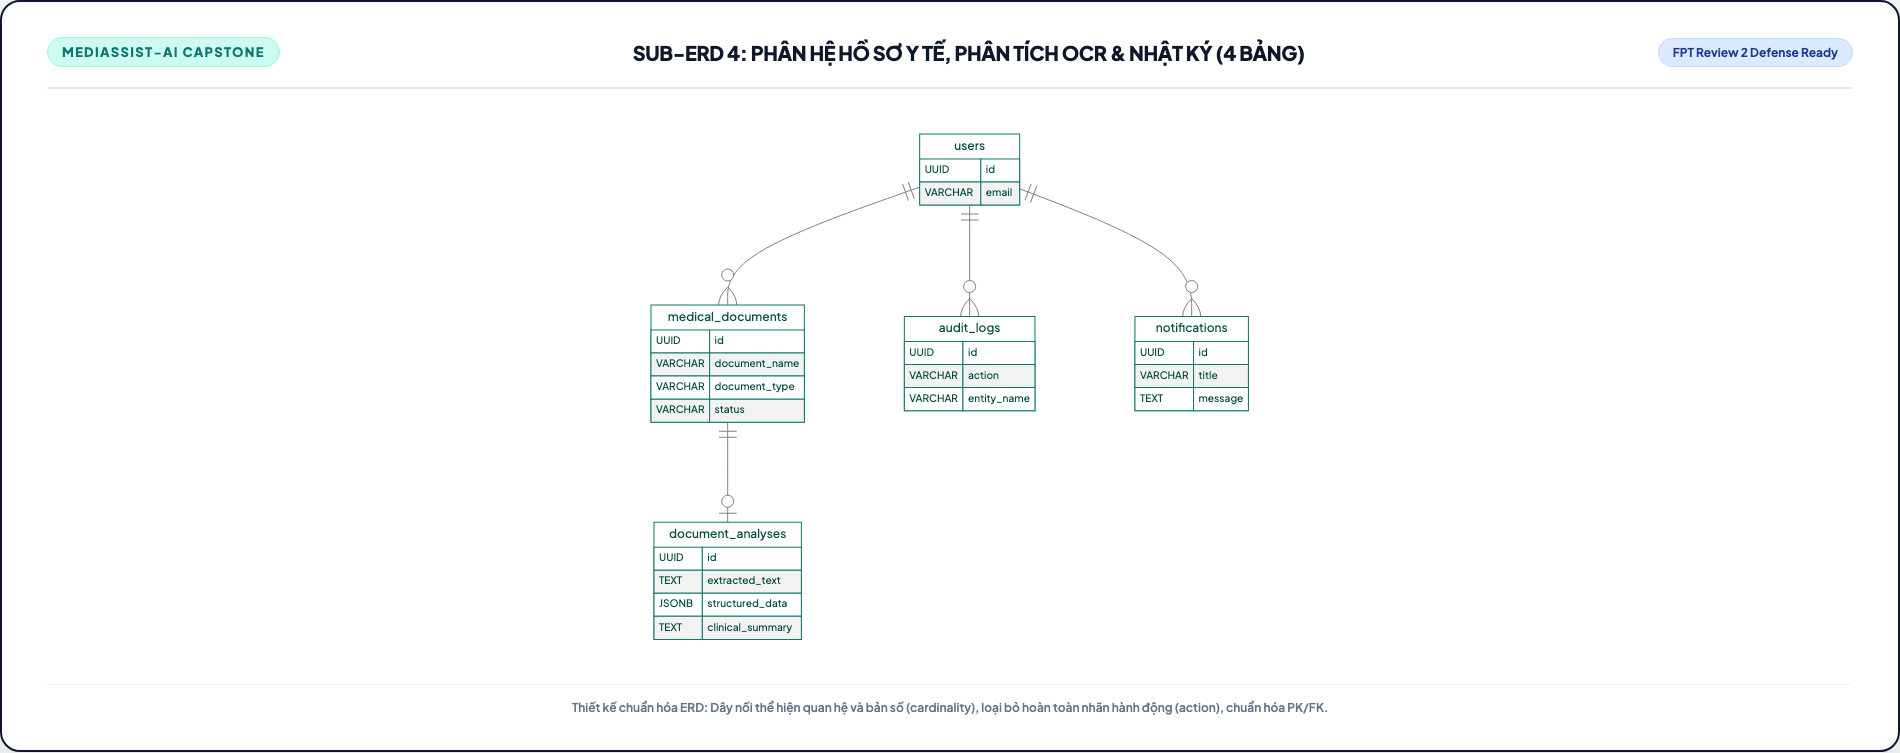 MEDIASSIST-AI CAPSTONE
SUB-ERD 4: PHÂN HỆ HỒ SƠ Y TẾ, PHÂN TÍCH OCR & NHẬT KÝ (4 BẢNG)
FPT Review 2 Defense Ready
users
UUID id
VARCHAR email
medical_documents
UUID id
VARCHAR document_name
VARCHAR document_type
VARCHAR status
audit_logs
UUID id
VARCHAR action
VARCHAR entity_name
notifications
UUID id
VARCHAR title
TEXT message
document_analyses
UUID id
TEXT extracted_text
JSONB structured_data
TEXT clinical_summary
Thiết kế chuẩn hóa ERD: Dây nối thể hiện quan hệ và bản số (cardinality), loại bỏ hoàn toàn nhãn hành động (action), chuẩn hóa PK/FK.